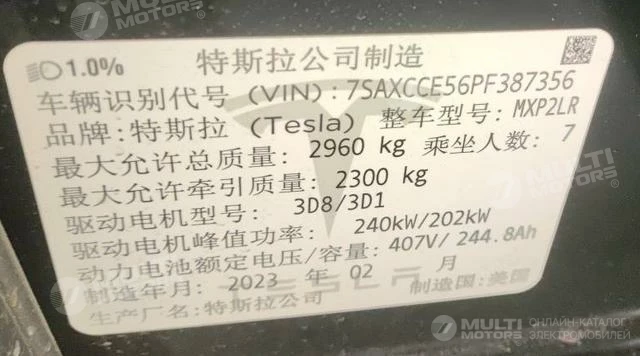 1.0% 特斯拉公司制造
车辆识别代号 (VIN):7SAXCCE56PF387356
品牌:特斯拉 (Tesla) 整车型号: MXP2LR
最大允许总质量: 2960 kg 乘坐人数: 7
最大允许牵引质量: 2300 kg
驱动电机型号: 3D8/3D1
驱动电机峰值功率: 240kW/202kW
动力电池额定电压/容量: 407V/244.8Ah
制造年月: 2023 年 02 月 制造国: 美国
生产厂名:特斯拉公司
TESLA
MULTI MOTORS
MULTI MOTORS
MULTI MOTORS
MULTI MOTORS ОНЛАЙН-КАТАЛОГ ЭЛЕКТРОМОБИЛЕЙ